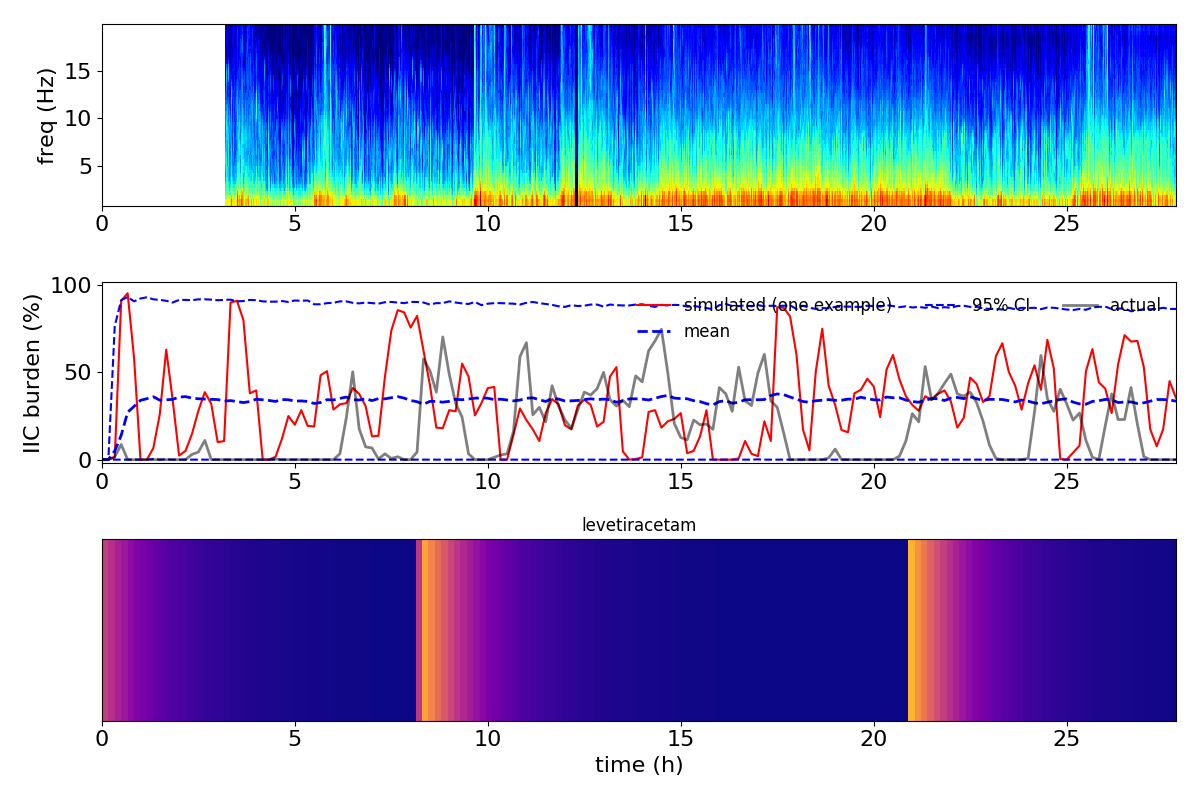 freq (Hz)
15
10
5
0 5 10 15 20 25
IIC burden (%)
100
50
0
simulated (one example) 95% CI actual
mean
0 5 10 15 20 25
levetiracetam
0 5 10 15 20 25
time (h)